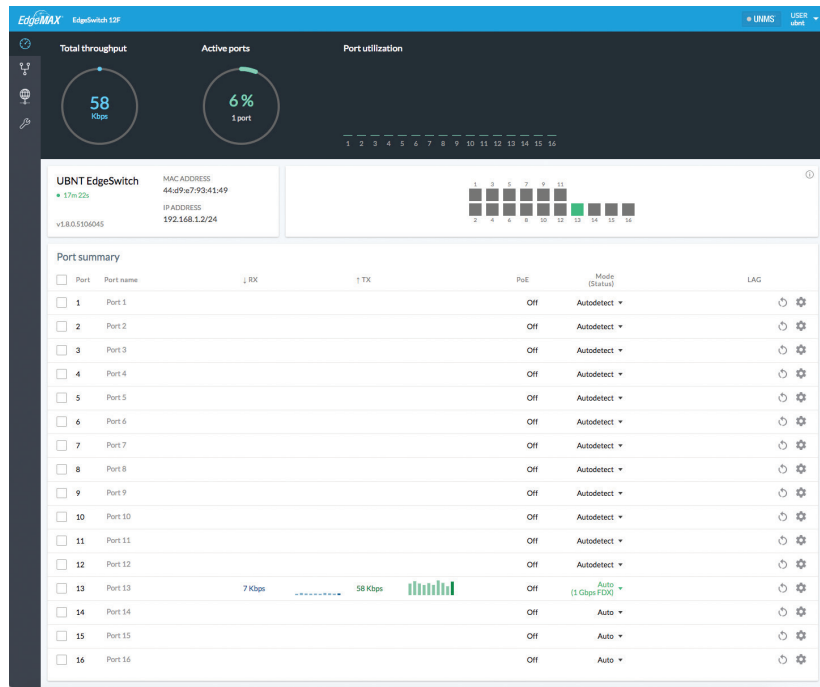 EdgeMAX EdgeSwitch 12F UNMS USER
ubnt
Total throughput Active ports Port utilization
58
Kbps
6 %
1 port
1 2 3 4 5 6 7 8 9 10 11 12 13 14 15 16
UBNT EdgeSwitch
17m 22s
v1.8.0.5106045
MAC ADDRESS
44:d9:e7:93:41:49
IP ADDRESS
192.168.1.2/24
1 3 5 7 9 11
2 4 6 8 10 12 13 14 15 16
Port summary
Port Port name ↓ RX ↑ TX PoE Mode (Status) LAG
1 Port 1 Off Autodetect
2 Port 2 Off Autodetect
3 Port 3 Off Autodetect
4 Port 4 Off Autodetect
5 Port 5 Off Autodetect
6 Port 6 Off Autodetect
7 Port 7 Off Autodetect
8 Port 8 Off Autodetect
9 Port 9 Off Autodetect
10 Port 10 Off Autodetect
11 Port 11 Off Autodetect
12 Port 12 Off Autodetect
13 Port 13 7 Kbps 58 Kbps Off Auto (1 Gbps FDX)
14 Port 14 Off Auto
15 Port 15 Off Auto
16 Port 16 Off Auto